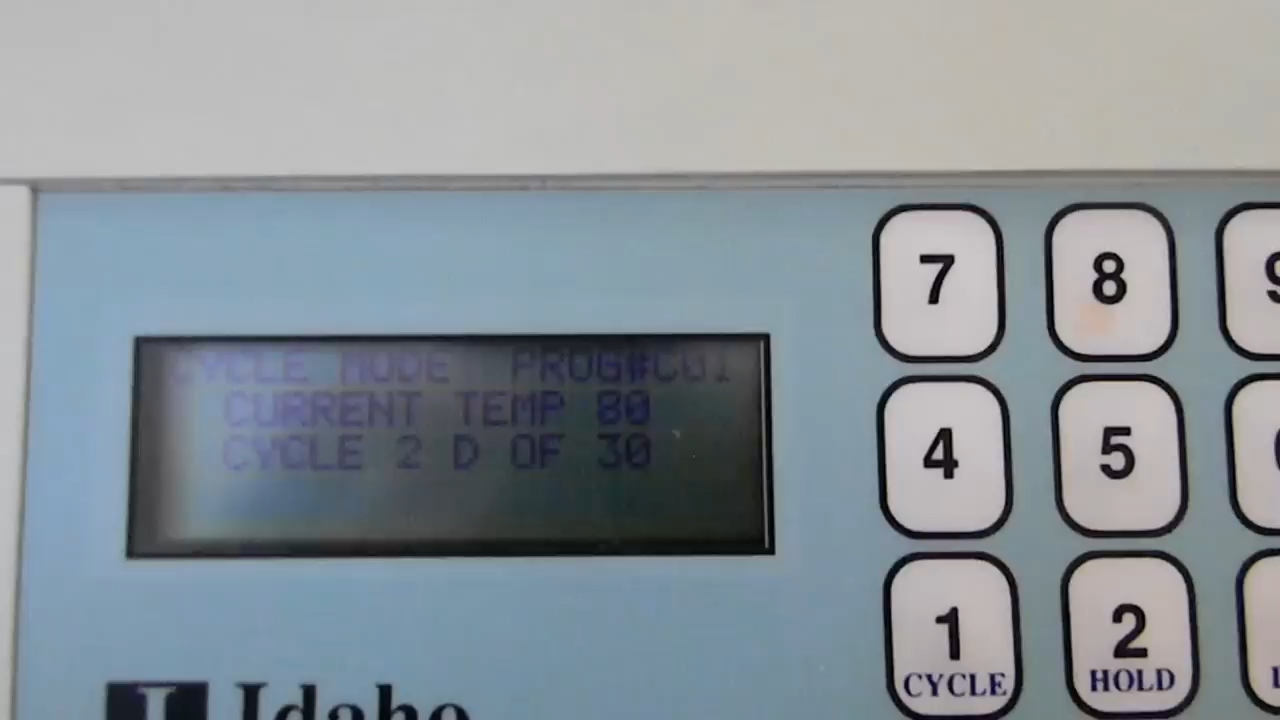 CYCLE MODE PROG#C01
CURRENT TEMP 80
CYCLE 2 D OF 30
7 8 9
4 5
1 2
CYCLE HOLD
I Idaho